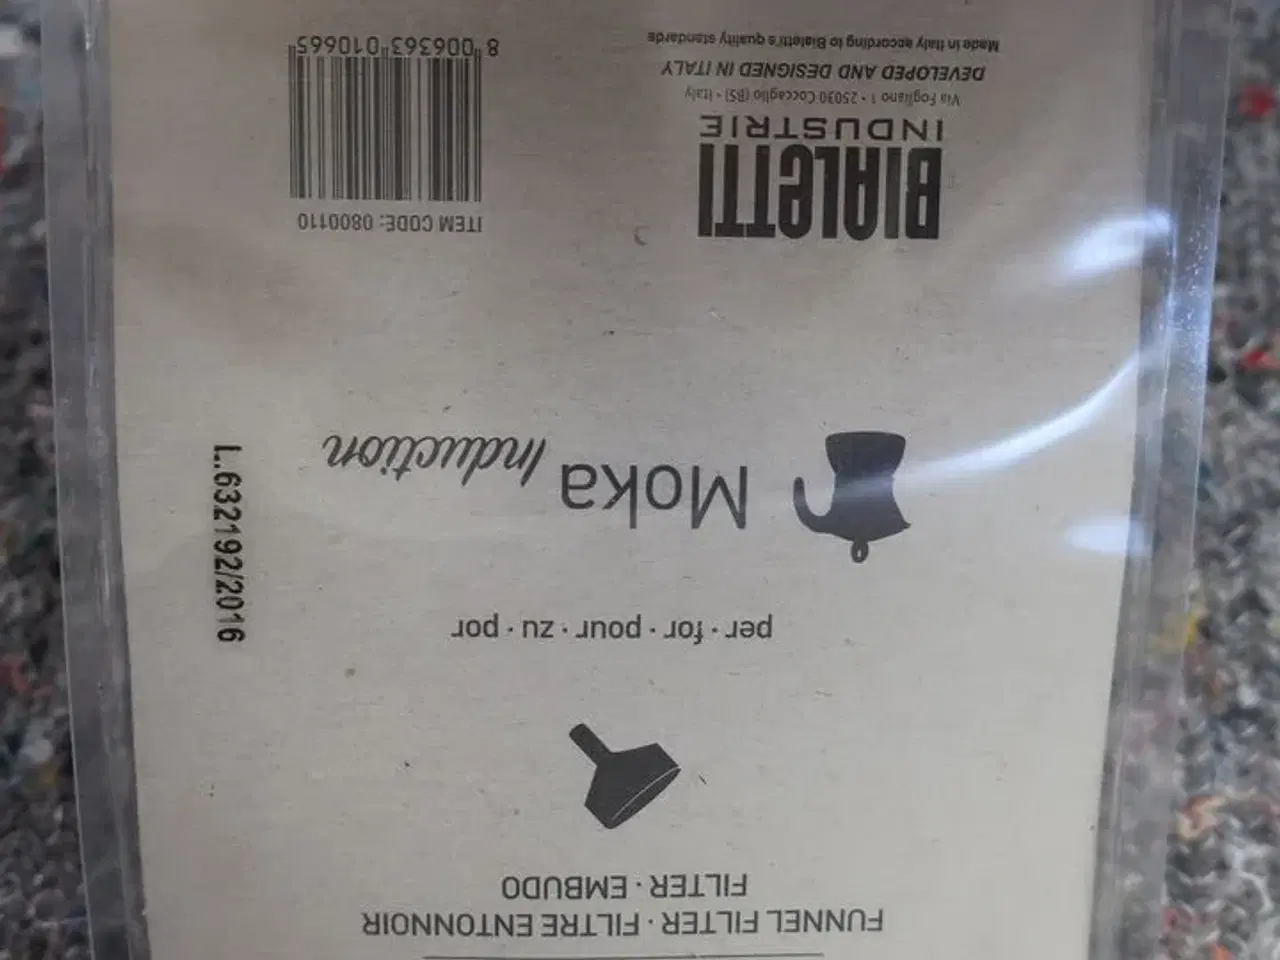 FUNNEL FILTER · FILTER · FILTRE ENTONNOIR
FILTER · EMBUDO
per · for · pour · zu · por
Moka Induction
L.632192/2016
BIALETTI
INDUSTRIE
Via Fogliano 1 • 25030 Coccaglio (BS) • Italy
DEVELOPED AND DESIGNED IN ITALY
Made in Italy according to Bialetti's quality standards
ITEM CODE: 0800110
8 006363 010665